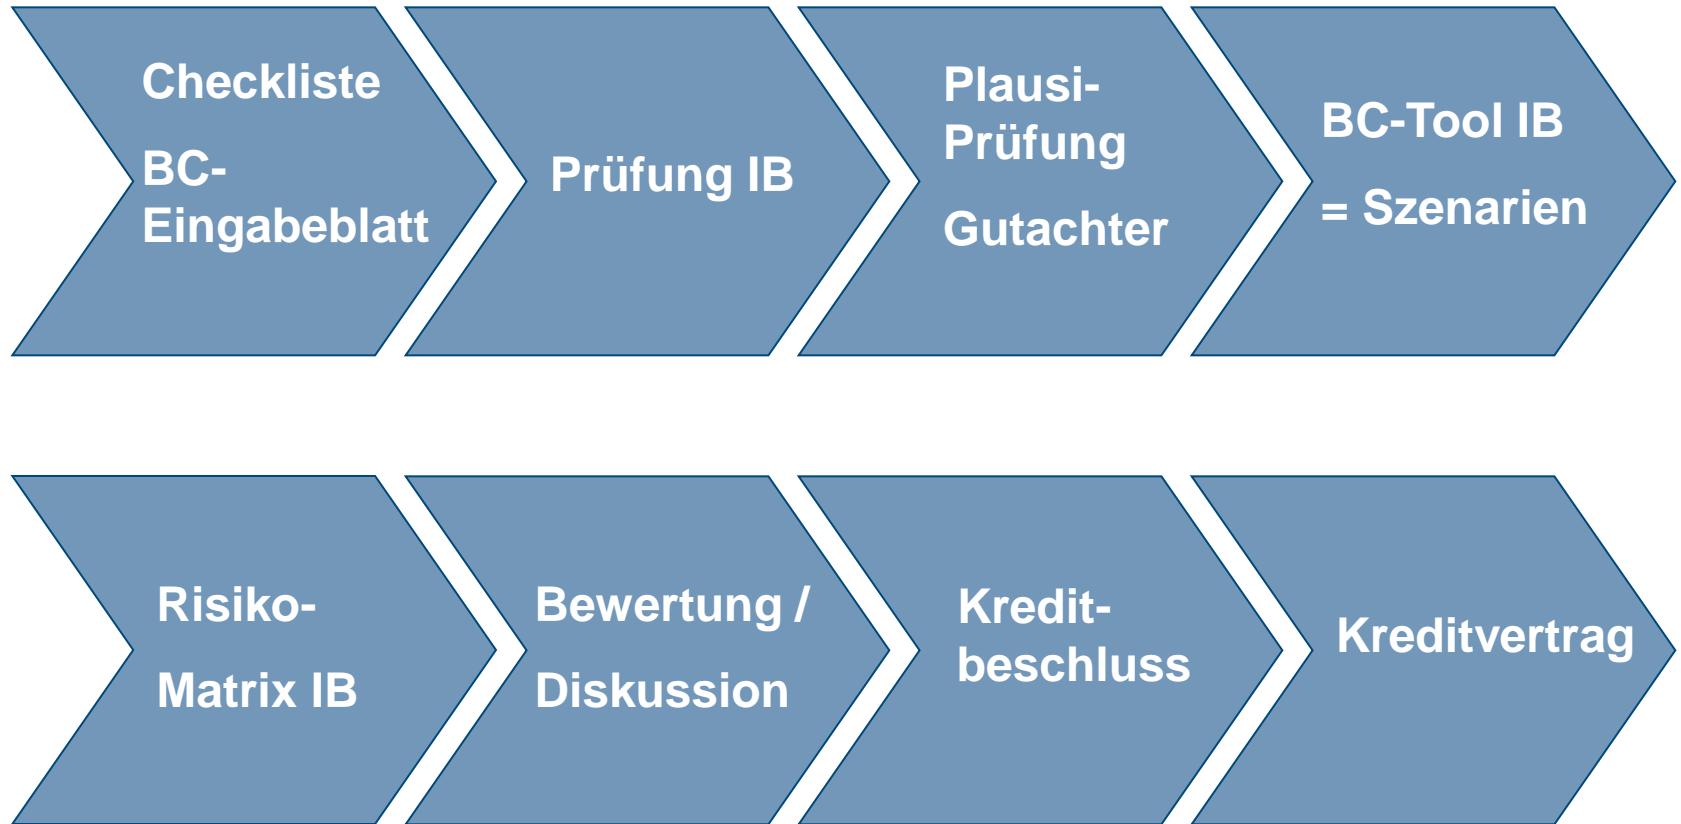 Checkliste
BC-
Eingabeblatt
Prüfung IB
Plausi-
Prüfung
Gutachter
BC-Tool IB
= Szenarien
Risiko-
Matrix IB
Bewertung /
Diskussion
Kredit-
beschluss
Kreditvertrag